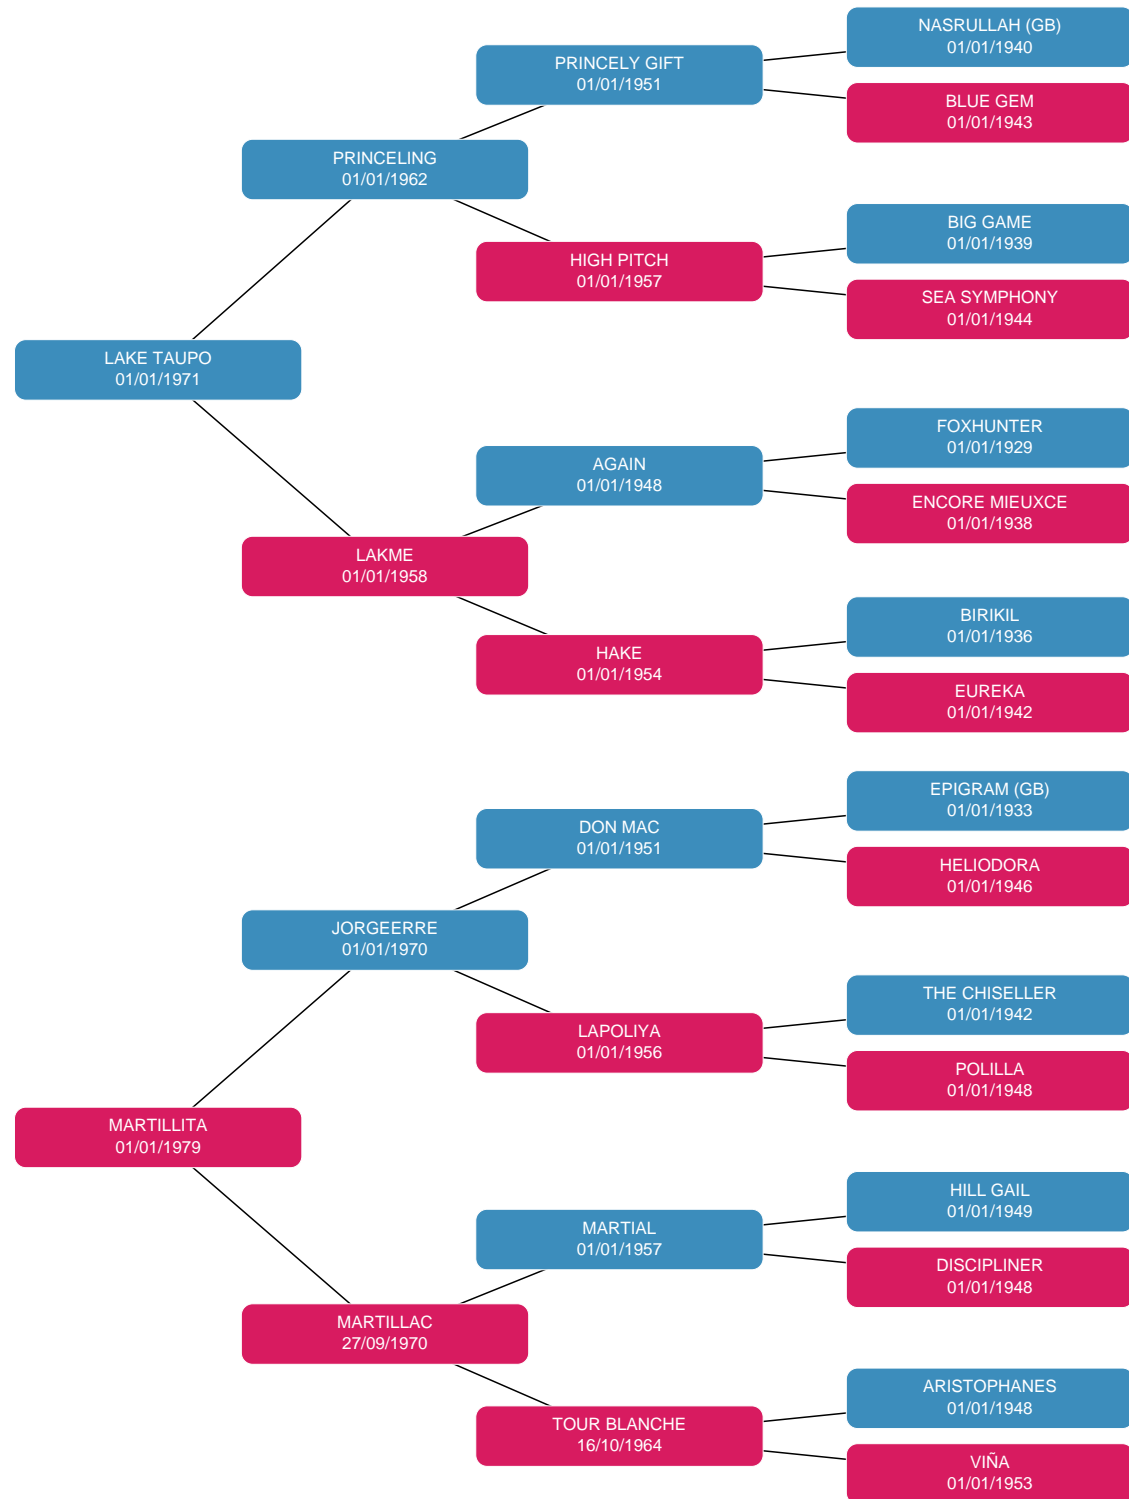 NASRULLAH (GB)
01/01/1940
PRINCELY GIFT
01/01/1951
BLUE GEM
01/01/1943
PRINCELING
01/01/1962
BIG GAME
01/01/1939
HIGH PITCH
01/01/1957
SEA SYMPHONY
01/01/1944
LAKE TAUPO
01/01/1971
FOXHUNTER
01/01/1929
AGAIN
01/01/1948
ENCORE MIEUXCE
01/01/1938
LAKME
01/01/1958
BIRIKIL
01/01/1936
HAKE
01/01/1954
EUREKA
01/01/1942
EPIGRAM (GB)
01/01/1933
DON MAC
01/01/1951
HELIODORA
01/01/1946
JORGEERRE
01/01/1970
THE CHISELLER
01/01/1942
LAPOLIYA
01/01/1956
POLILLA
01/01/1948
MARTILLITA
01/01/1979
HILL GAIL
01/01/1949
MARTIAL
01/01/1957
DISCIPLINER
01/01/1948
MARTILLAC
27/09/1970
ARISTOPHANES
01/01/1948
TOUR BLANCHE
16/10/1964
VIÑA
01/01/1953